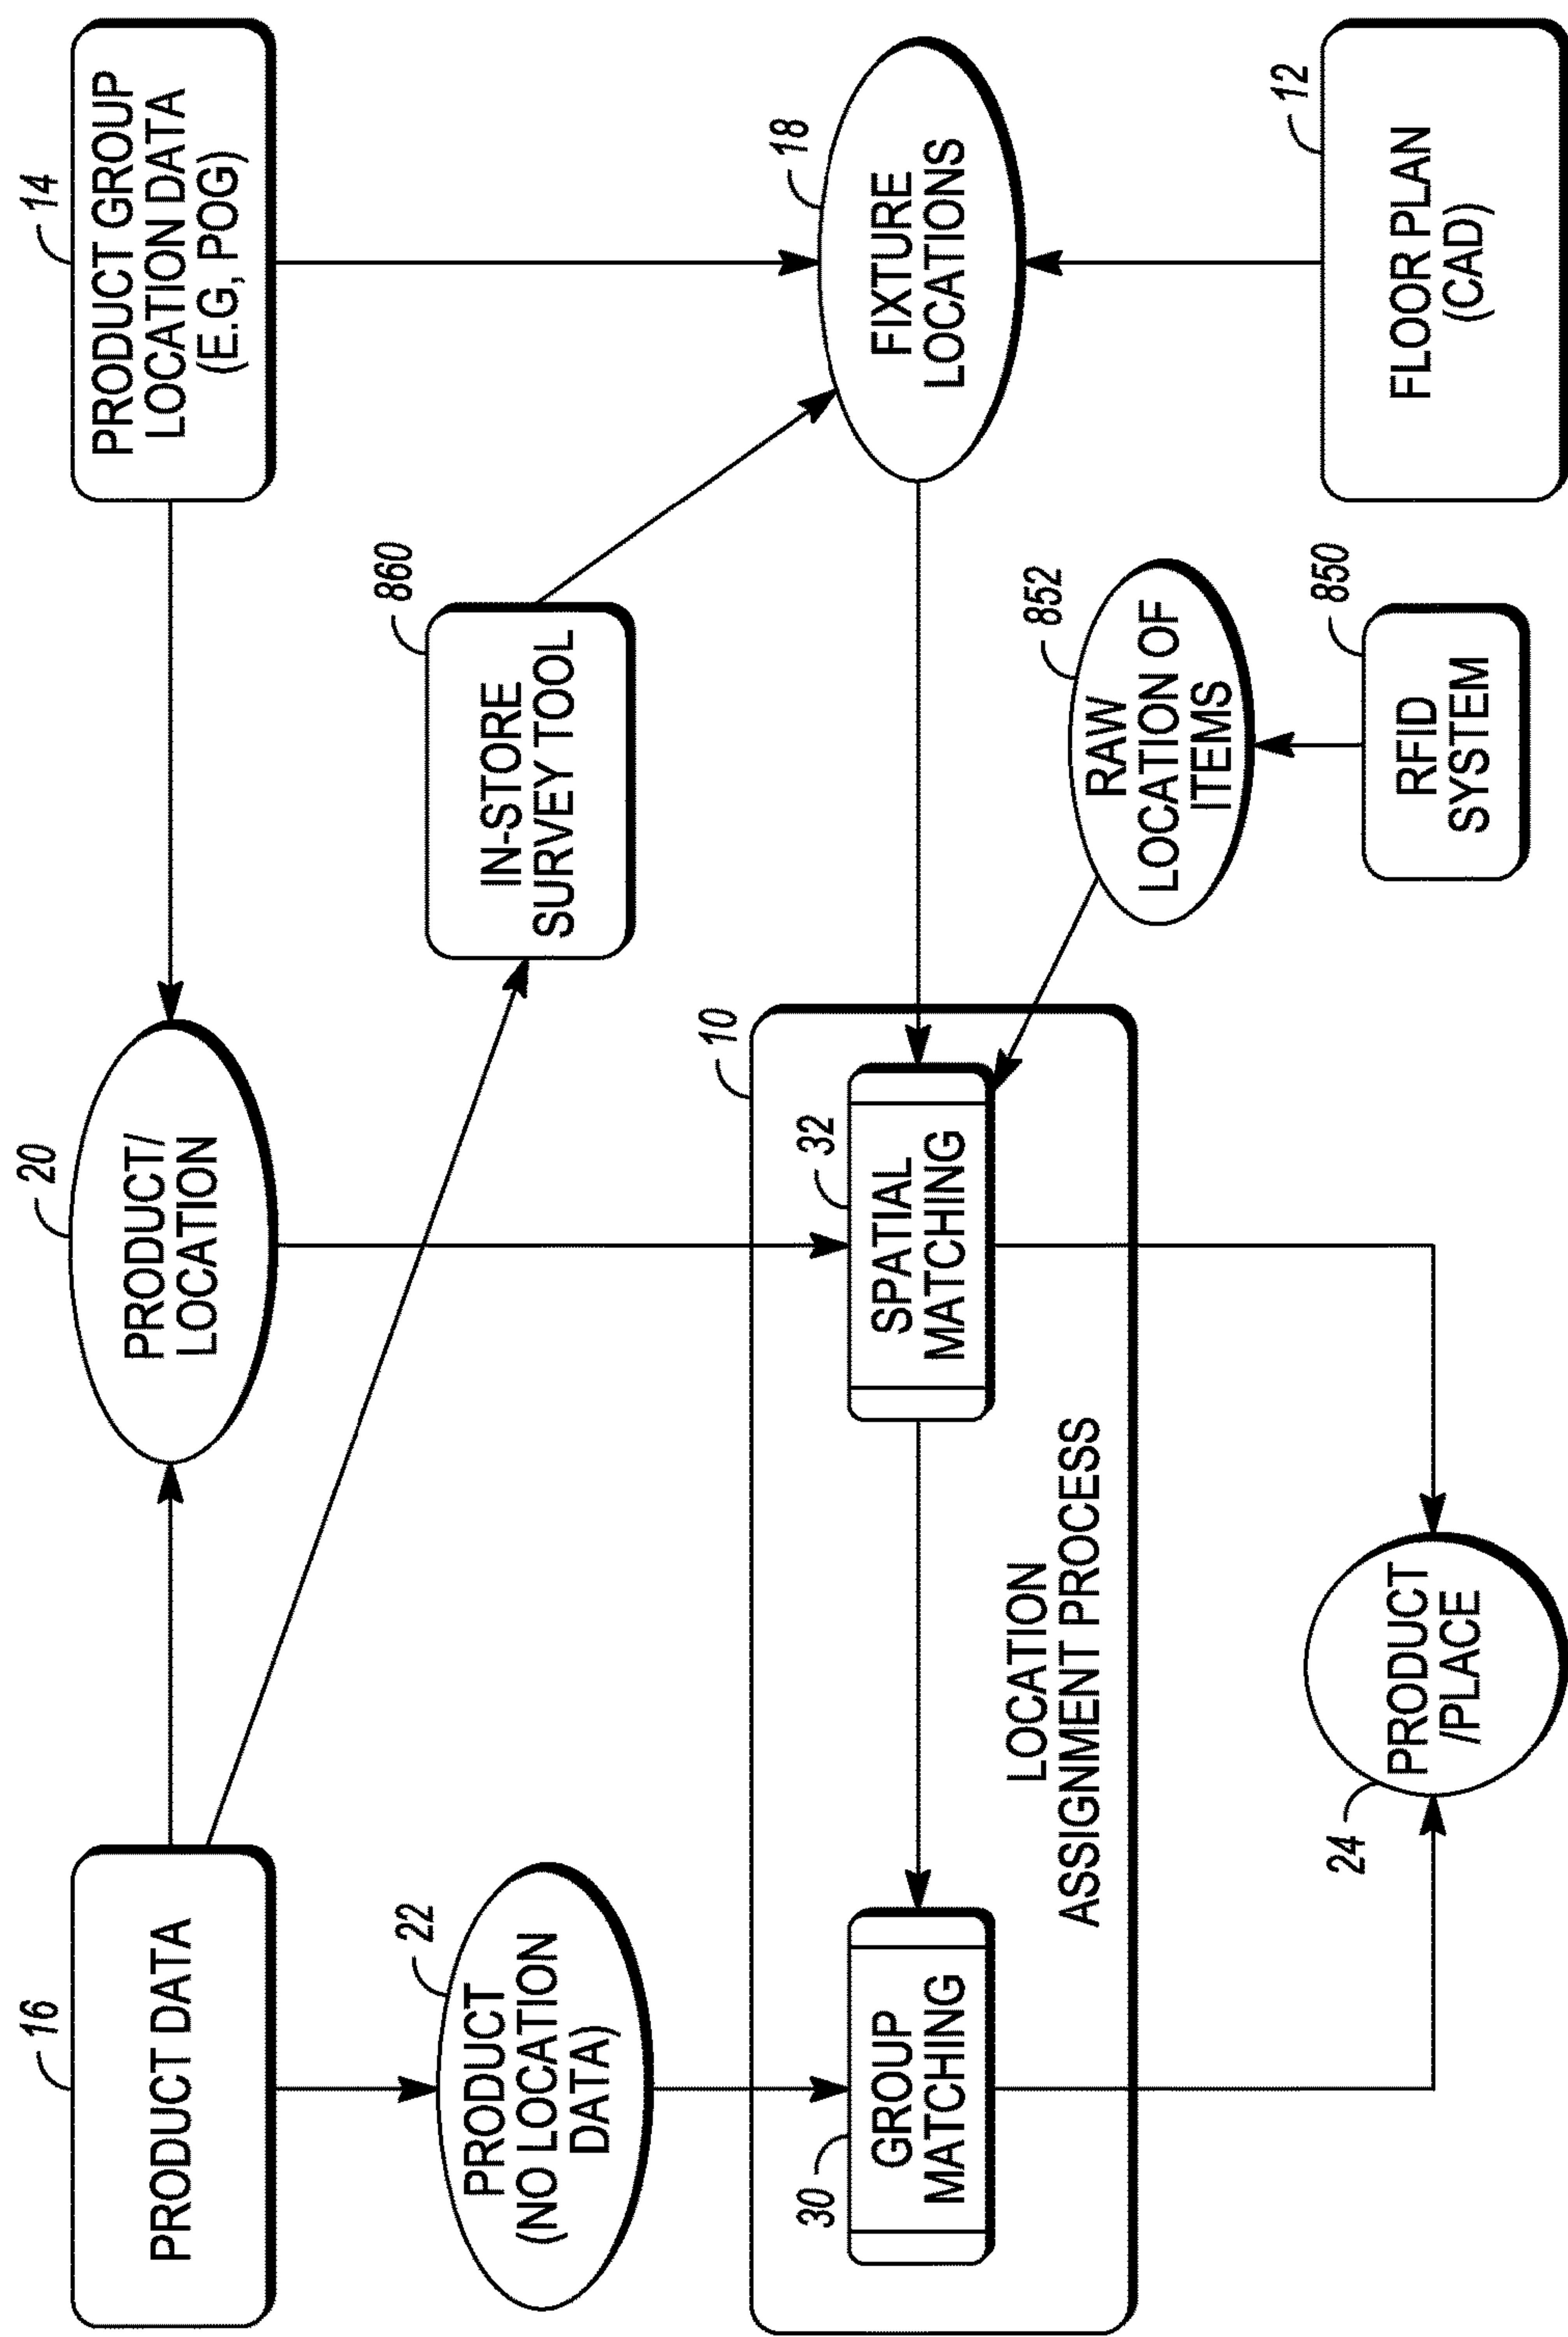 16
PRODUCT DATA
20
PRODUCT/
LOCATION
14
PRODUCT GROUP
LOCATION DATA
(E.G, POG)
22
PRODUCT
(NO LOCATION
DATA)
860
IN-STORE
SURVEY TOOL
10
30
GROUP
MATCHING
32
SPATIAL
MATCHING
18
FIXTURE
LOCATIONS
LOCATION
ASSIGNMENT PROCESS
852
RAW
LOCATION OF
ITEMS
24
PRODUCT
/PLACE
850
RFID
SYSTEM
12
FLOOR PLAN
(CAD)